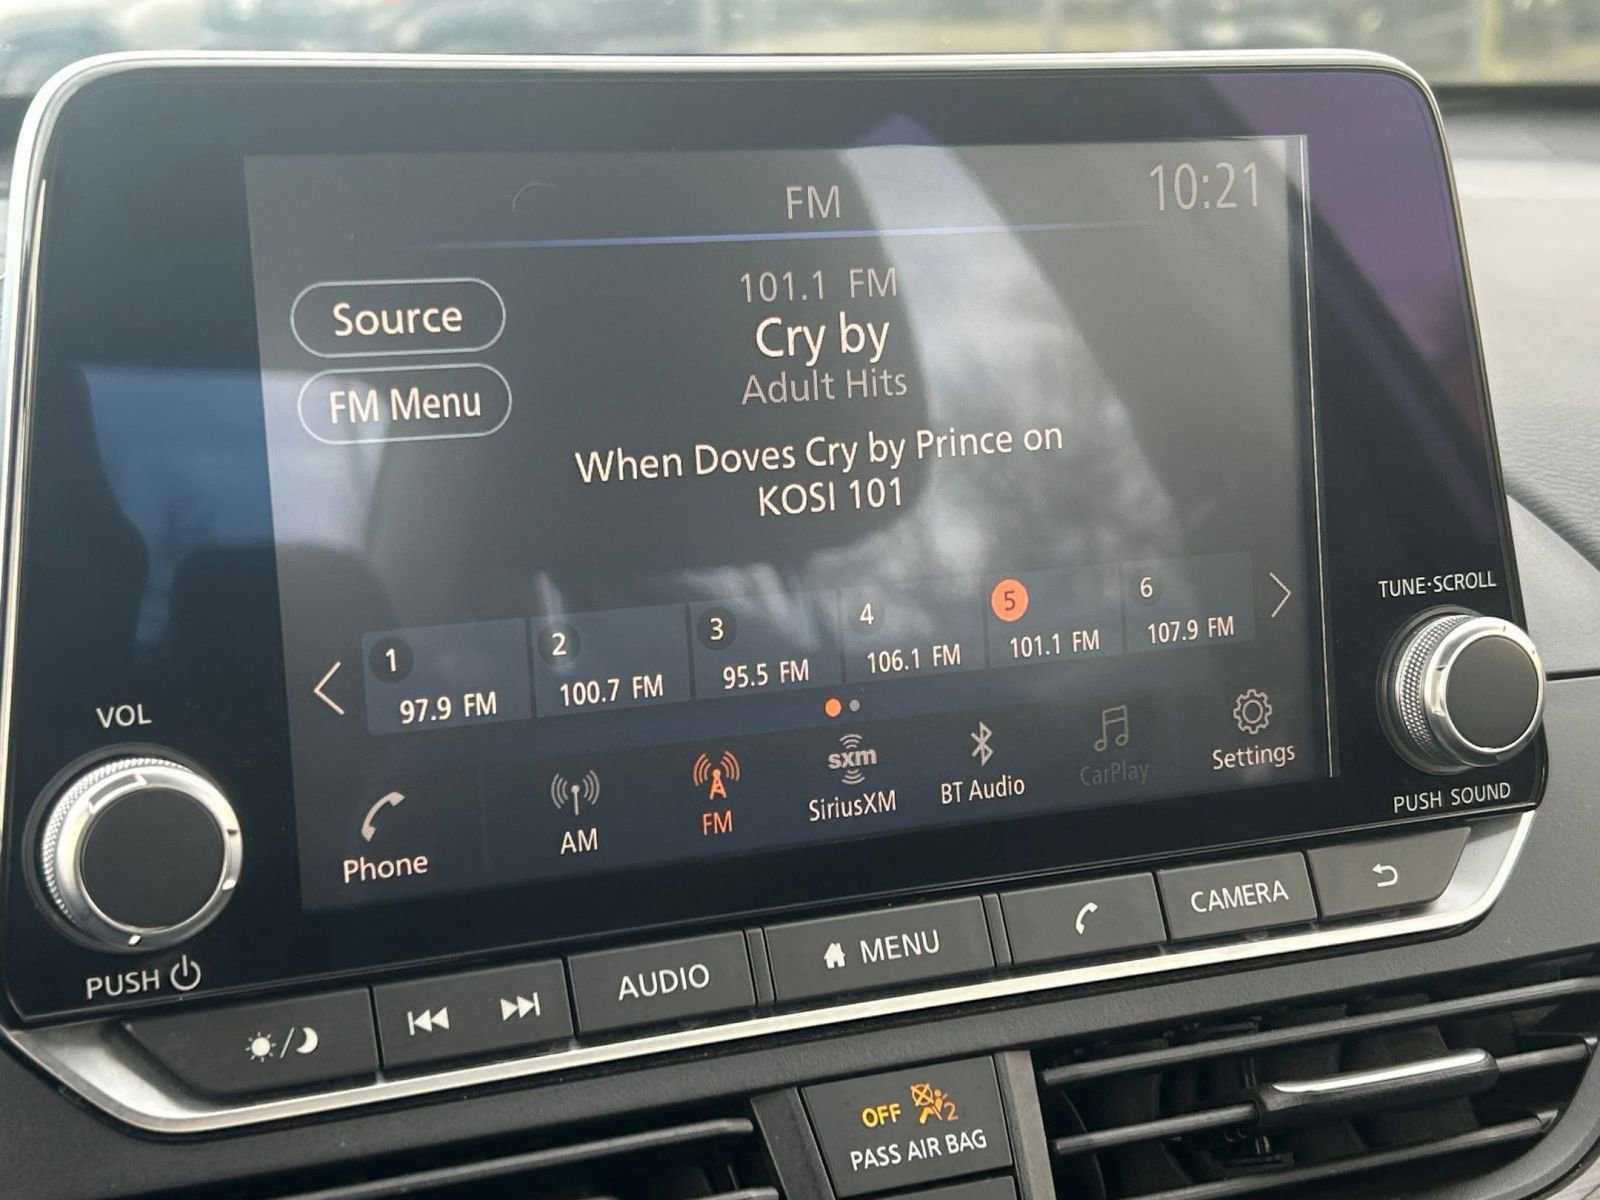 FM
10:21
Source
FM Menu
101.1 FM
Cry by
Adult Hits
When Doves Cry by Prince on
KOSI 101
1
97.9 FM
2
100.7 FM
3
95.5 FM
4
106.1 FM
5
101.1 FM
6
107.9 FM
Phone
AM
FM
sxm
SiriusXM
BT Audio
CarPlay
Settings
VOL
PUSH
TUNE·SCROLL
PUSH SOUND
AUDIO
MENU
CAMERA
OFF 2
PASS AIR BAG